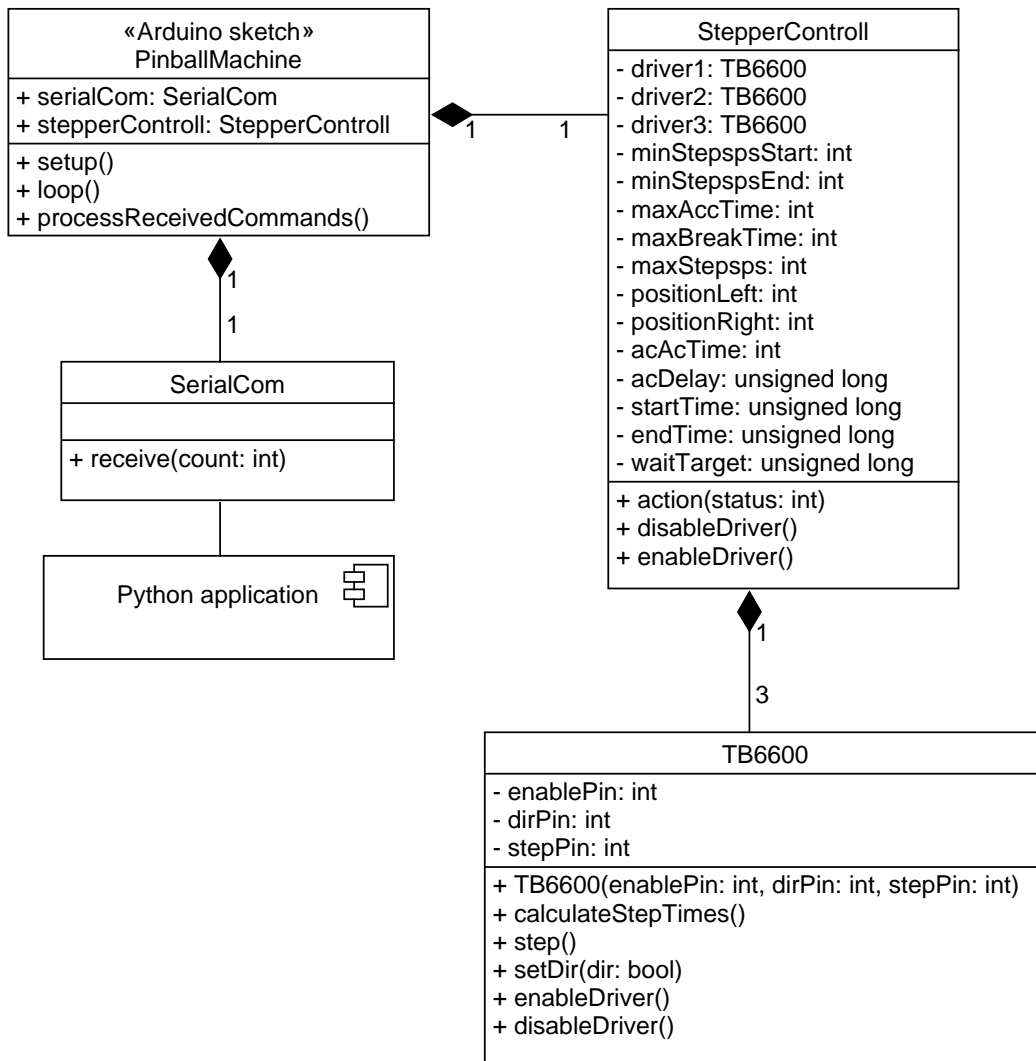 «Arduino sketch»
PinballMachine
+ serialCom: SerialCom
+ stepperControll: StepperControll
+ setup()
+ loop()
+ processReceivedCommands()
1
1
1
1
SerialCom
+ receive(count: int)
Python application
StepperControll
- driver1: TB6600
- driver2: TB6600
- driver3: TB6600
- minStepspsStart: int
- minStepspsEnd: int
- maxAccTime: int
- maxBreakTime: int
- maxStepsps: int
- positionLeft: int
- positionRight: int
- acAcTime: int
- acDelay: unsigned long
- startTime: unsigned long
- endTime: unsigned long
- waitTarget: unsigned long
+ action(status: int)
+ disableDriver()
+ enableDriver()
1
3
TB6600
- enablePin: int
- dirPin: int
- stepPin: int
+ TB6600(enablePin: int, dirPin: int, stepPin: int)
+ calculateStepTimes()
+ step()
+ setDir(dir: bool)
+ enableDriver()
+ disableDriver()